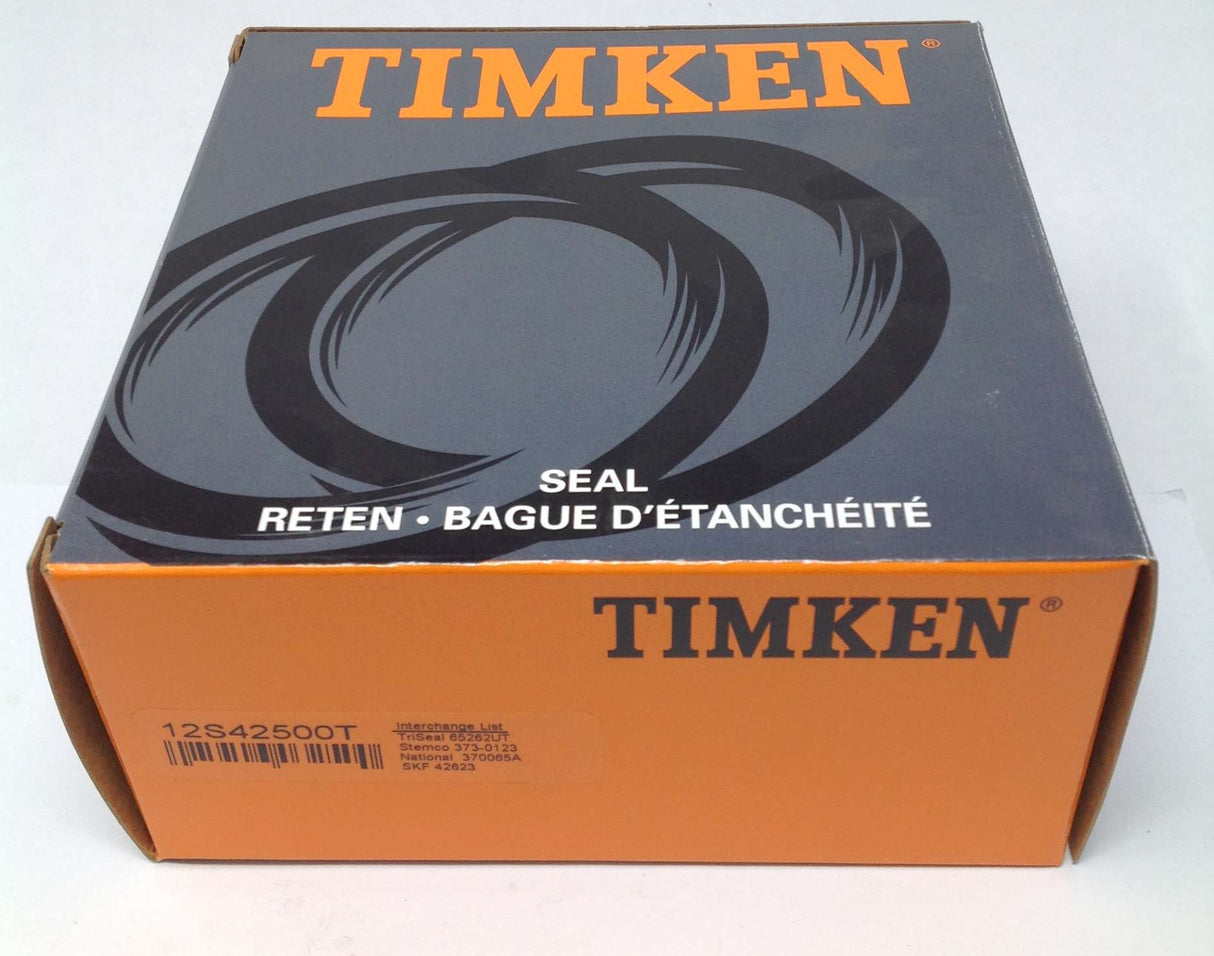 TIMKEN®
SEAL
RETEN • BAGUE D'ÉTANCHÉITÉ
TIMKEN®
12S42500T
Interchange List
TriSeal 65262UT
Stemco 373-0123
National 370065A
SKF 42623